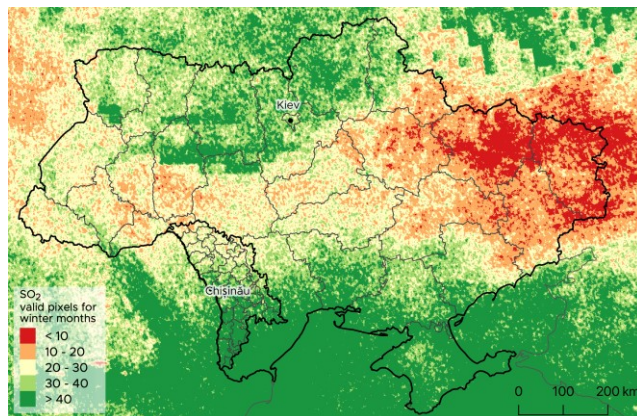 Kiev
Chișinău
SO2
valid pixels for
winter months
< 10
10 - 20
20 - 30
30 - 40
> 40
0 100 200 km